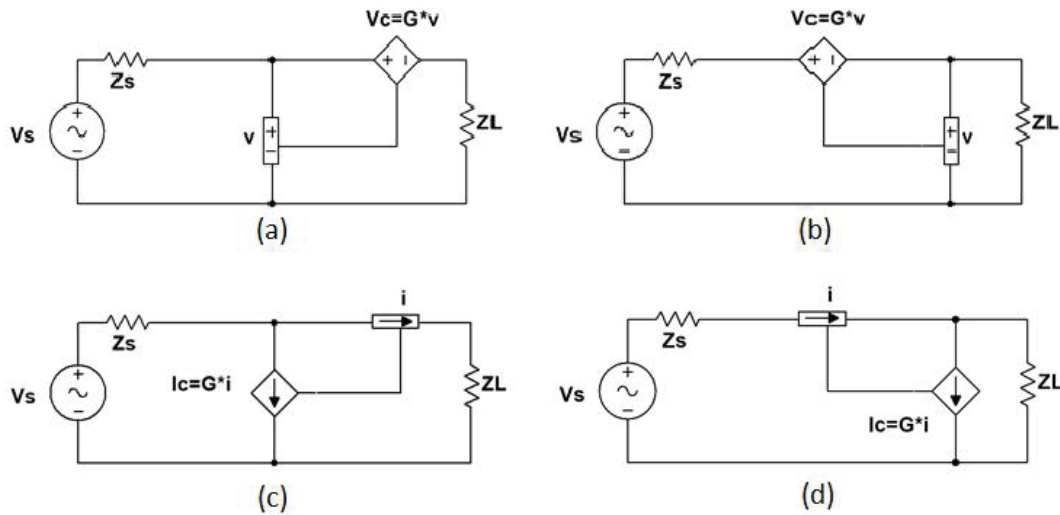 Vc=G*v
Zs
Vs
+
~
−
v
+
−
+ −
ZL
(a)
Vc=G*v
Zs
Vs
+
~
=
+ −
+
=
v
ZL
(b)
i
Zs
Vs
+
~
−
Ic=G*i
ZL
(c)
i
Zs
Vs
+
~
−
Ic=G*i
ZL
(d)